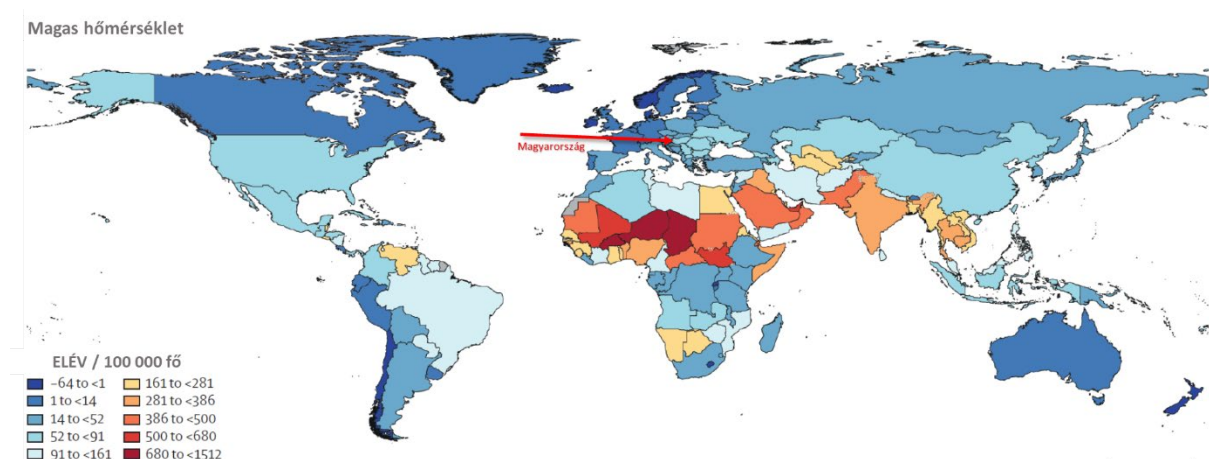 Magas hőmérséklet
Magyarország
ELÉV / 100 000 fő
−64 to <1
1 to <14
14 to <52
52 to <91
91 to <161
161 to <281
281 to <386
386 to <500
500 to <680
680 to <1512